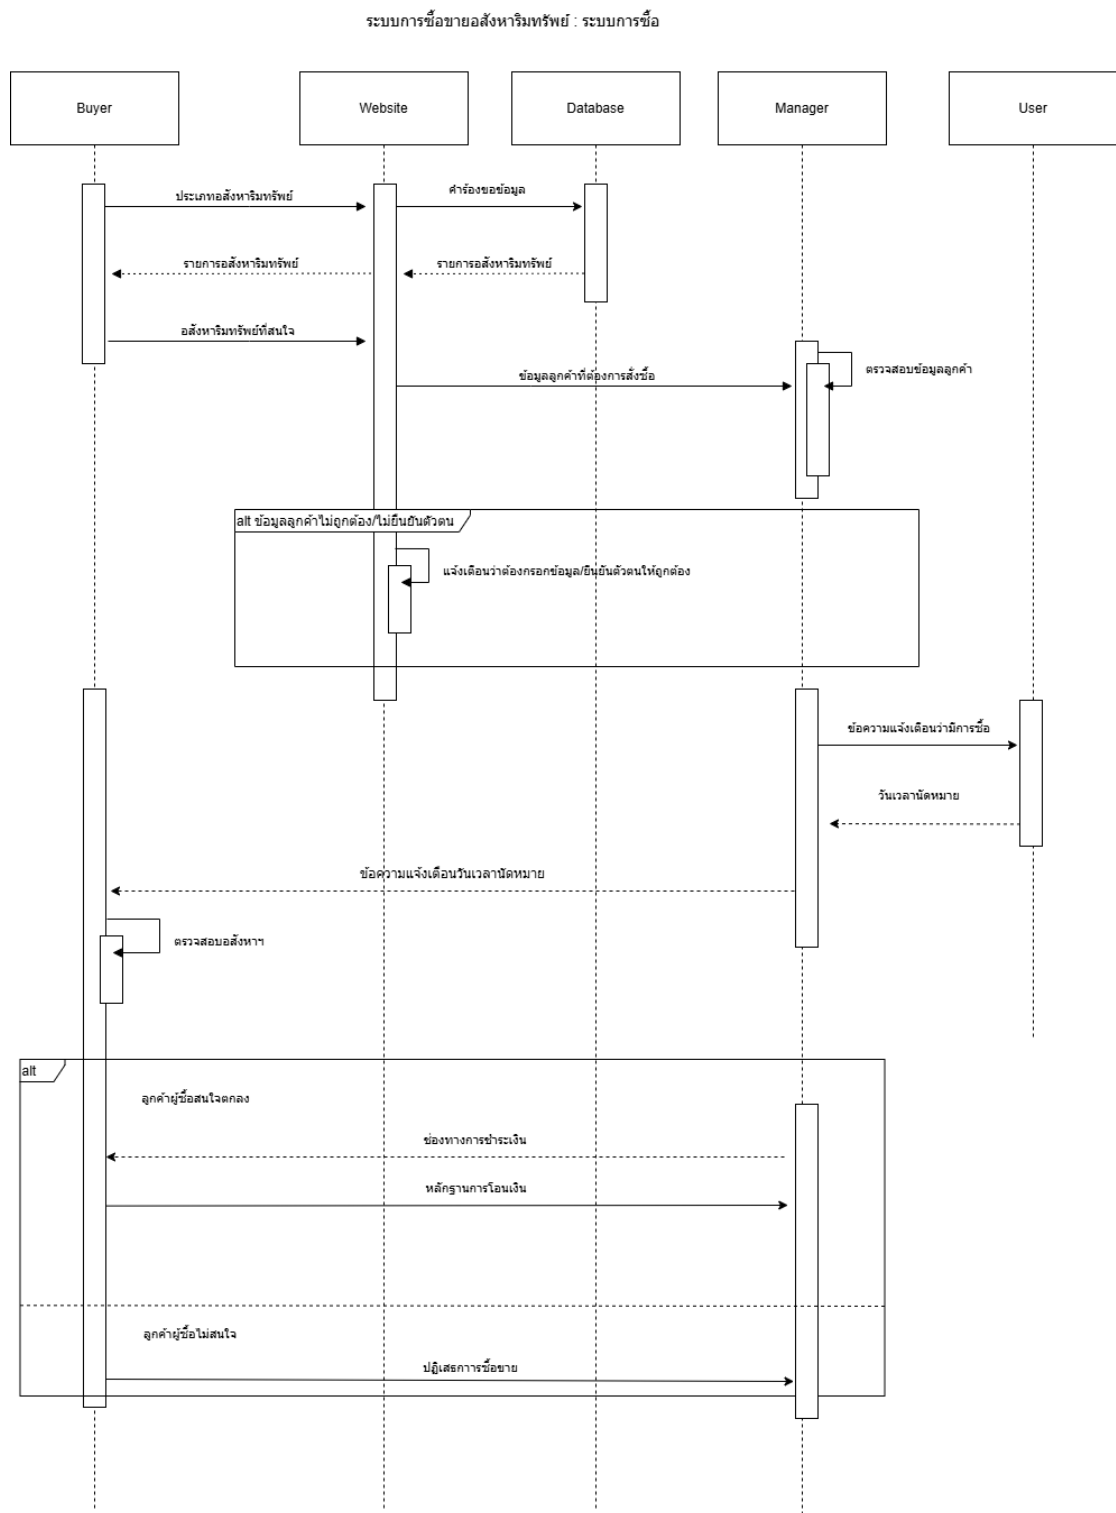 ระบบการซื้อขายอสังหาริมทรัพย์ : ระบบการซื้อ
Buyer
Website
Database
Manager
User
ประเภทอสังหาริมทรัพย์
คำร้องขอข้อมูล
รายการอสังหาริมทรัพย์
รายการอสังหาริมทรัพย์
อสังหาริมทรัพย์ที่สนใจ
ข้อมูลลูกค้าที่ต้องการสั่งซื้อ
ตรวจสอบข้อมูลลูกค้า
alt ข้อมูลลูกค้าไม่ถูกต้อง/ไม่ยืนยันตัวตน
แจ้งเตือนว่าต้องกรอกข้อมูล/ยืนยันตัวตนให้ถูกต้อง
ข้อความแจ้งเตือนว่ามีการซื้อ
วันเวลานัดหมาย
ข้อความแจ้งเตือนวันเวลานัดหมาย
ตรวจสอบอสังหาฯ
alt
ลูกค้าผู้ซื้อสนใจตกลง
ช่องทางการชำระเงิน
หลักฐานการโอนเงิน
ลูกค้าผู้ซื้อไม่สนใจ
ปฏิเสธกาารซื้อขาย